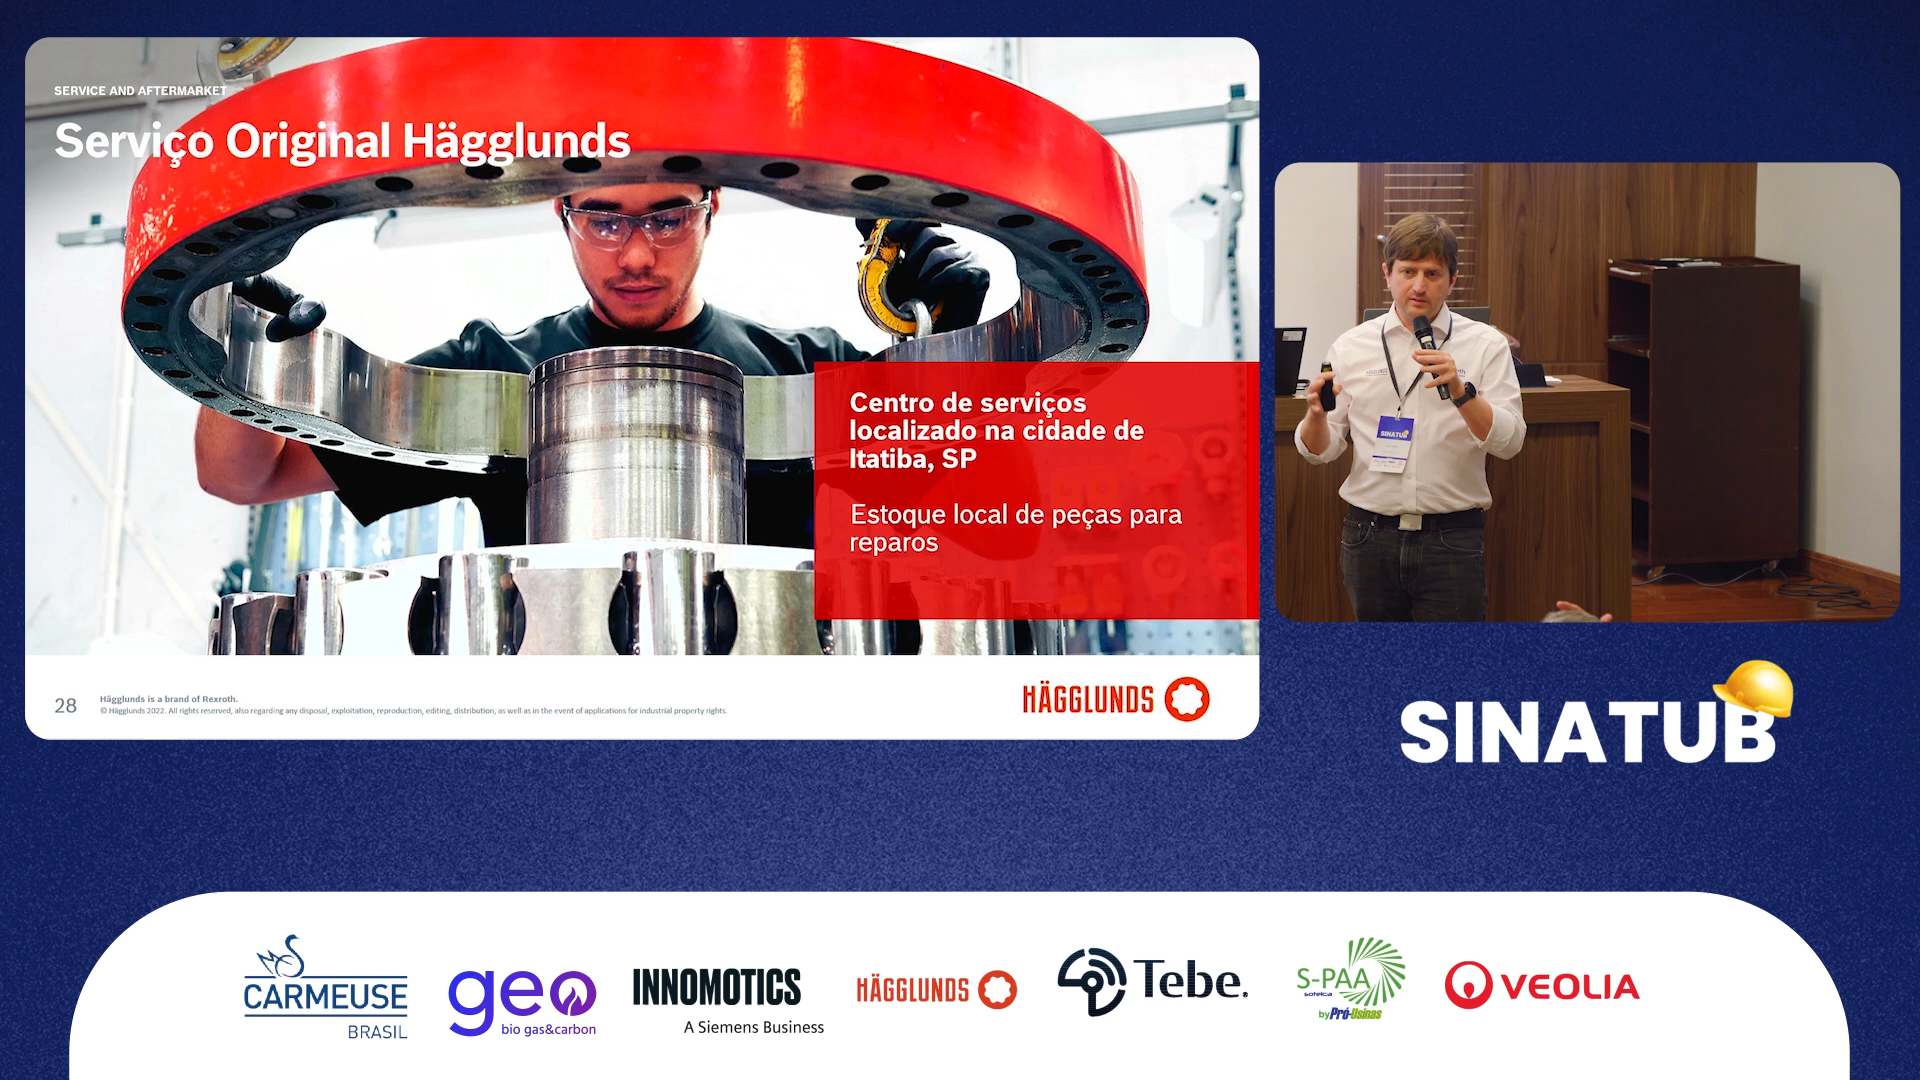 SERVICE AND AFTERMARKET
Serviço Original Hägglunds
Centro de serviços
localizado na cidade de
Itatiba, SP
Estoque local de peças para
reparos
28
Hägglunds is a brand of Rexroth.
© Hägglunds 2022. All rights reserved, also regarding any disposal, exploitation, reproduction, editing, distribution, as well as in the event of applications for industrial property rights.
HÄGGLUNDS
SINATUB
SINATUB
CARMEUSE
BRASIL
geo
bio gas&carbon
INNOMOTICS
A Siemens Business
HÄGGLUNDS
Tebe.
S-PAA
soteica
by Pró-Usinas
VEOLIA